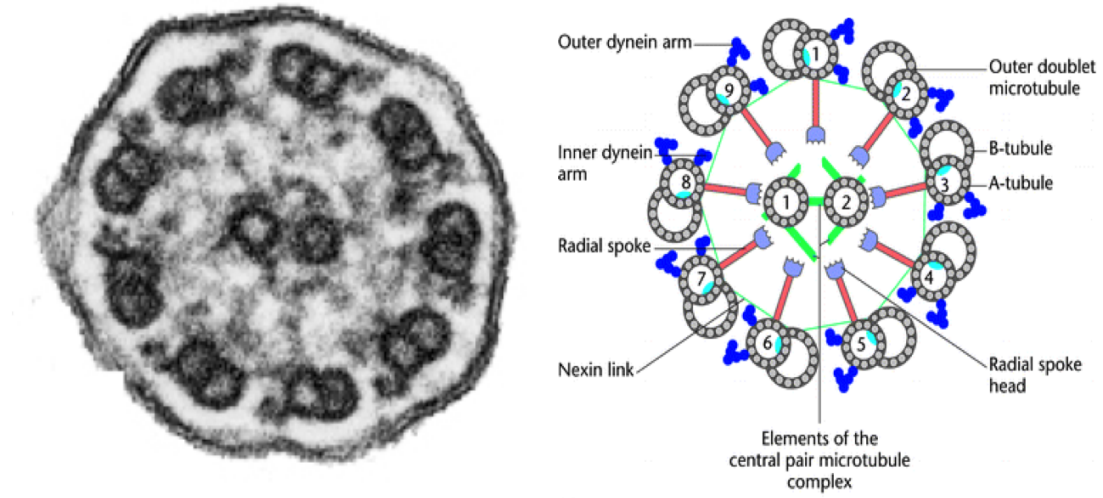 Outer dynein arm
1
Outer doublet
microtubule
9
2
Inner dynein
arm
B-tubule
8
3
A-tubule
1
2
Radial spoke
7
4
6
5
Nexin link
Radial spoke
head
Elements of the
central pair microtubule
complex